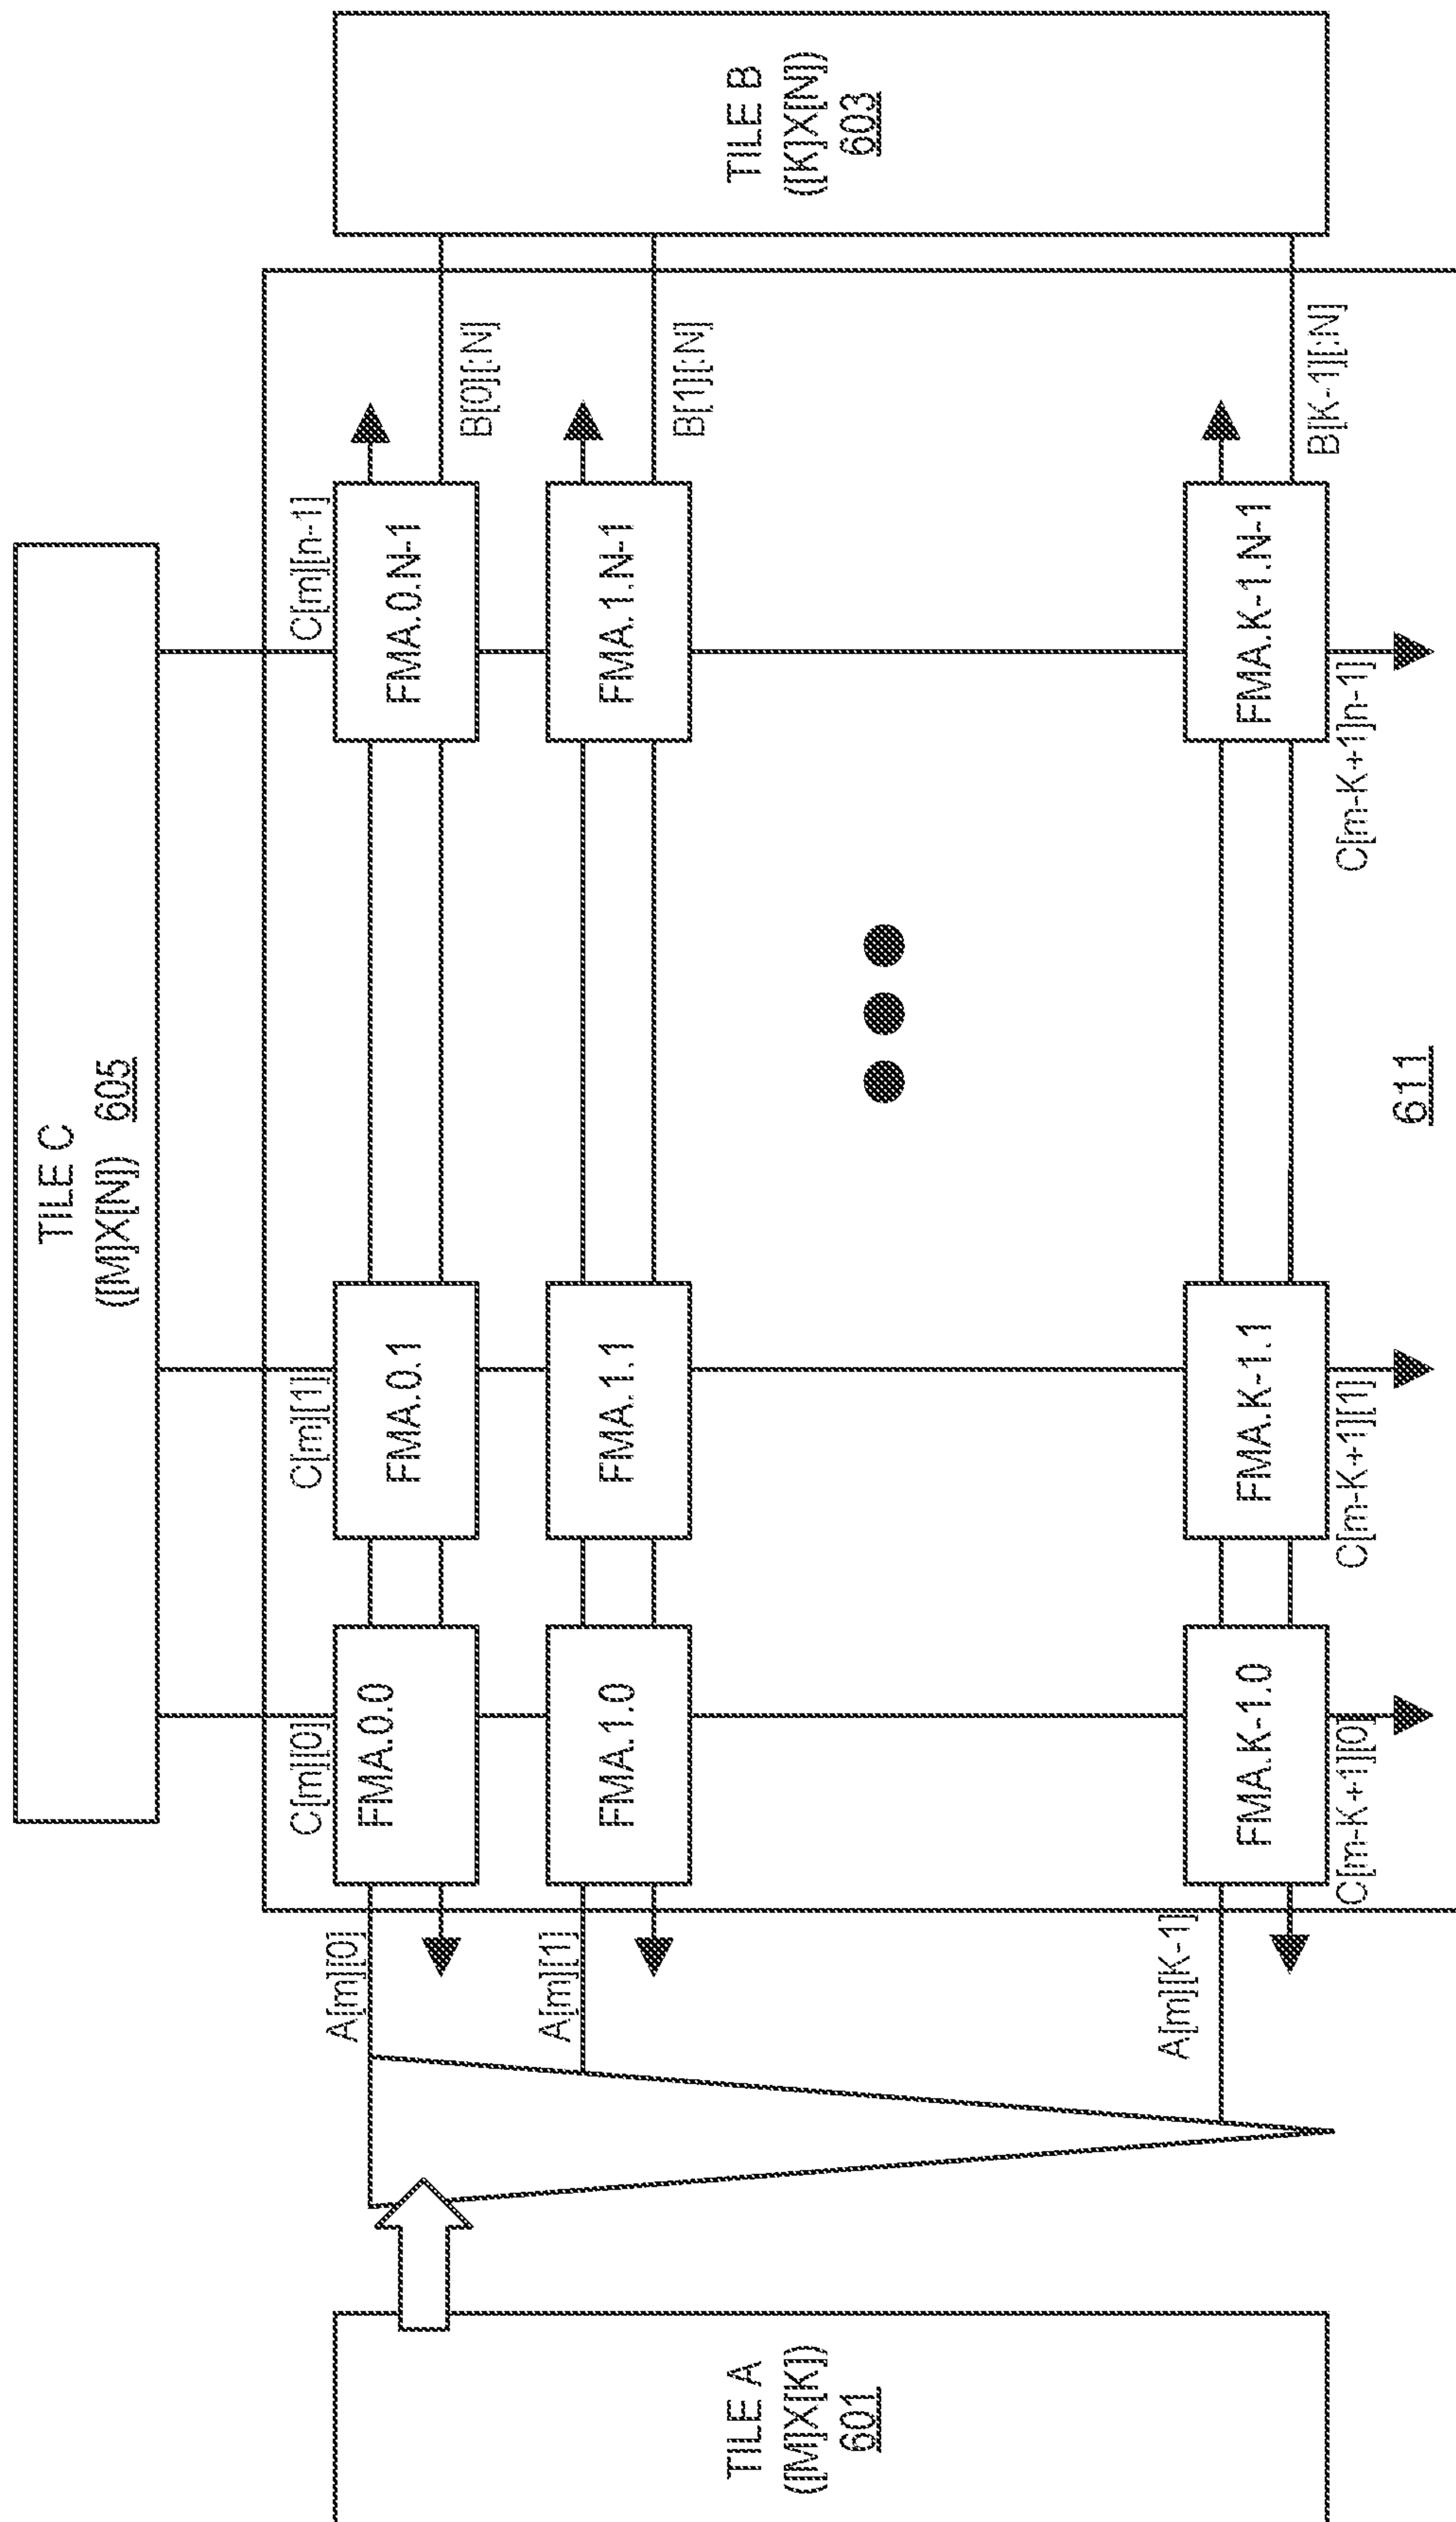 TILE C
([M]X[N]) 605
C[m][0]
C[m][1]
C[m][n-1]
TILE A
([M]X[K])
601
A[m][0]
FMA.0.0
FMA.0.1
FMA.0.N-1
B[0][:N]
A[m][1]
FMA.1.0
FMA.1.1
FMA.1.N-1
B[1][:N]
A[m][K-1]
FMA.K-1.0
FMA.K-1.1
FMA.K-1.N-1
B[K-1][:N]
C[m-K+1][0]
C[m-K+1][1]
C[m-K+1]n-1]
TILE B
([K]X[N])
603
611